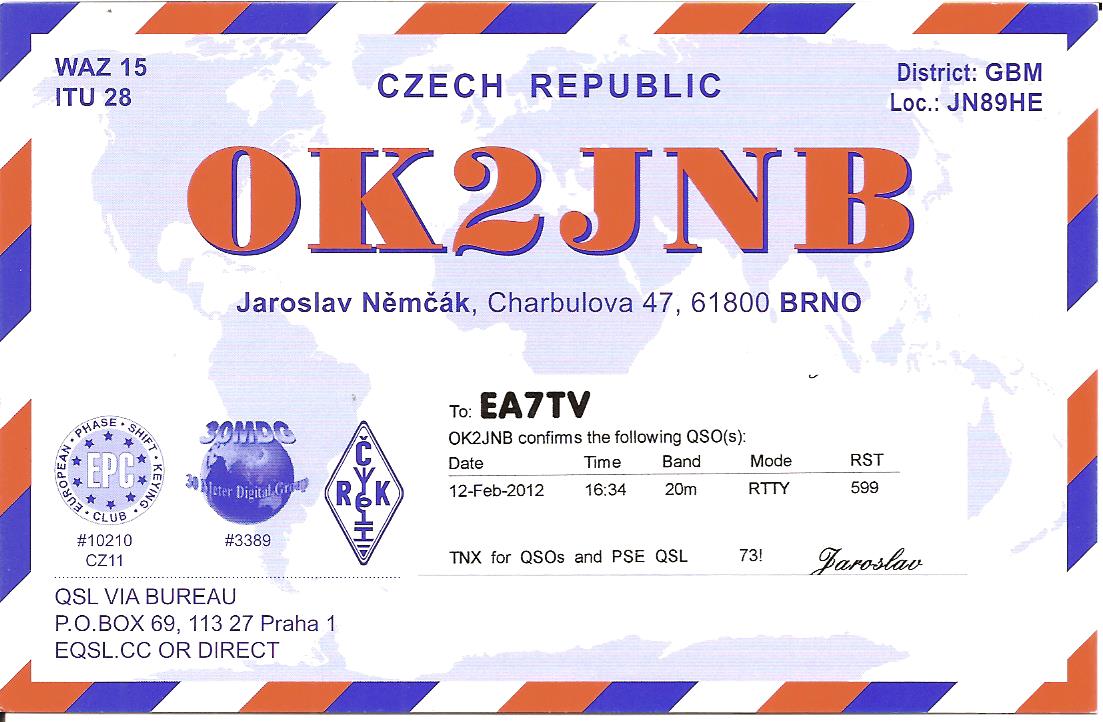 WAZ 15
ITU 28
CZECH REPUBLIC
District: GBM
Loc.: JN89HE
OK2JNB
Jaroslav Němčák, Charbulova 47, 61800 BRNO
EUROPEAN • PHASE • SHIFT • KEYING • CLUB •
EPC
#10210
CZ11
30MDG
30 Meter Digital Group
#3389
Č
R K
To: EA7TV
OK2JNB confirms the following QSO(s):
Date Time Band Mode RST
12-Feb-2012 16:34 20m RTTY 599
TNX for QSOs and PSE QSL 73! Jaroslav
QSL VIA BUREAU
P.O.BOX 69, 113 27 Praha 1
EQSL.CC OR DIRECT